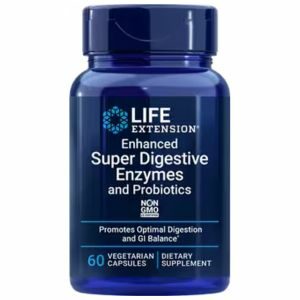 LIFE
EXTENSION®
Enhanced
Super Digestive
Enzymes
and Probiotics
NON
GMO
Promotes Optimal Digestion
and GI Balance¹
60 VEGETARIAN CAPSULES
DIETARY SUPPLEMENT